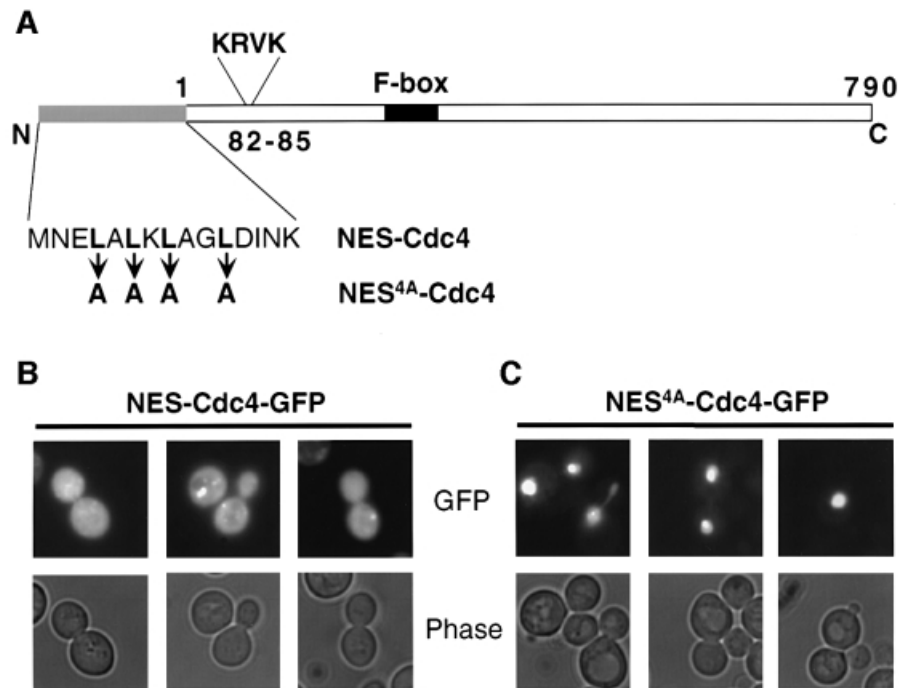 A
KRVK
1 F-box 790
N 82-85 C
MNELALKLAGLDINK NES-Cdc4
A A A A NES⁴ᴬ-Cdc4
B C
NES-Cdc4-GFP NES⁴ᴬ-Cdc4-GFP
GFP
Phase